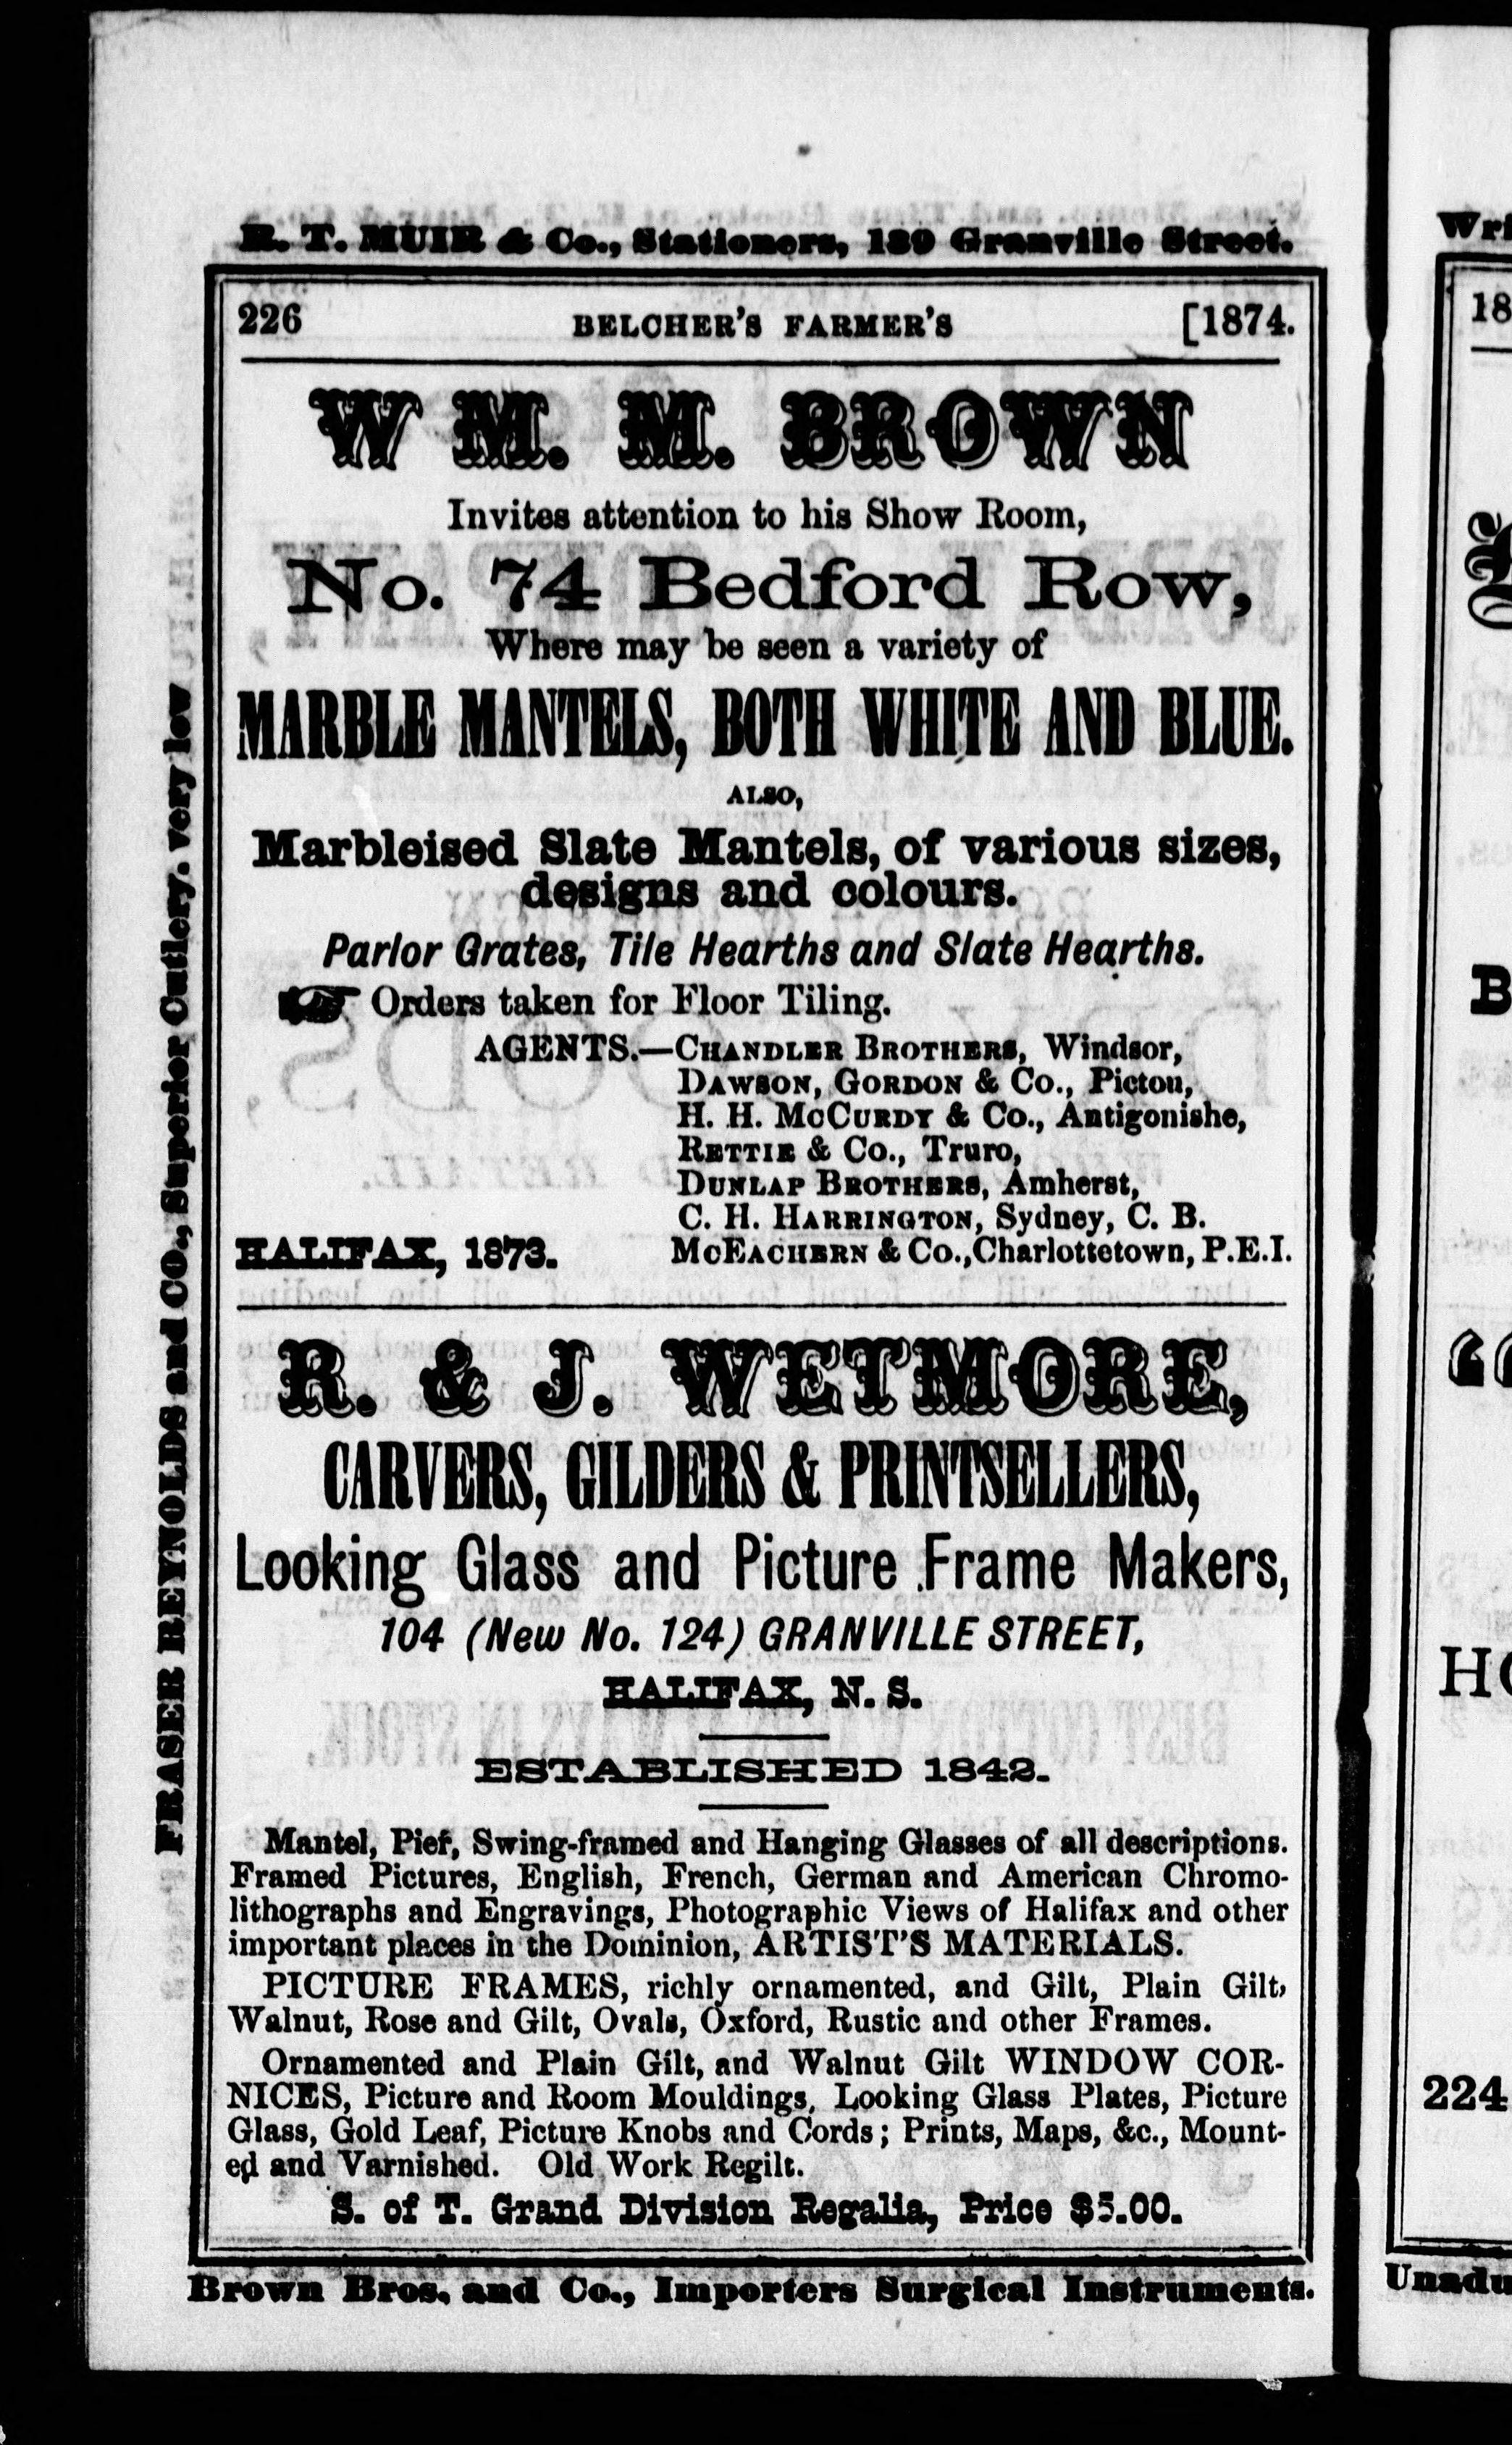 R. T. MUIR & Co., Stationers, 139 Granville Street.
226 BELCHER'S FARMER'S [1874.
WM. M. BROWN
Invites attention to his Show Room,
No. 74 Bedford Row,
Where may be seen a variety of
MARBLE MANTELS, BOTH WHITE AND BLUE.
ALSO,
Marbleised Slate Mantels, of various sizes,
designs and colours.
Parlor Grates, Tile Hearths and Slate Hearths.
☞ Orders taken for Floor Tiling.
AGENTS.—CHANDLER BROTHERS, Windsor,
DAWSON, GORDON & Co., Pictou,
H. H. McCURDY & Co., Antigonishe,
RETTIE & Co., Truro,
DUNLAP BROTHERS, Amherst,
C. H. HARRINGTON, Sydney, C. B.
HALIFAX, 1873. McEACHERN & Co., Charlottetown, P.E.I.
R. & J. WETMORE,
CARVERS, GILDERS & PRINTSELLERS,
Looking Glass and Picture Frame Makers,
104 (New No. 124) GRANVILLE STREET,
HALIFAX, N. S.
ESTABLISHED 1842.
Mantel, Pier, Swing-framed and Hanging Glasses of all descriptions.
Framed Pictures, English, French, German and American Chromo-
lithographs and Engravings, Photographic Views of Halifax and other
important places in the Dominion, ARTIST'S MATERIALS.
PICTURE FRAMES, richly ornamented, and Gilt, Plain Gilt,
Walnut, Rose and Gilt, Ovals, Oxford, Rustic and other Frames.
Ornamented and Plain Gilt, and Walnut Gilt WINDOW COR-
NICES, Picture and Room Mouldings, Looking Glass Plates, Picture
Glass, Gold Leaf, Picture Knobs and Cords; Prints, Maps, &c., Mount-
ed and Varnished. Old Work Regilt.
S. of T. Grand Division Regalia, Price $5.00.
Brown Bros. and Co., Importers Surgical Instruments.
FRASER REYNOLDS and CO., Superior Cutlery. very low
18
B
224